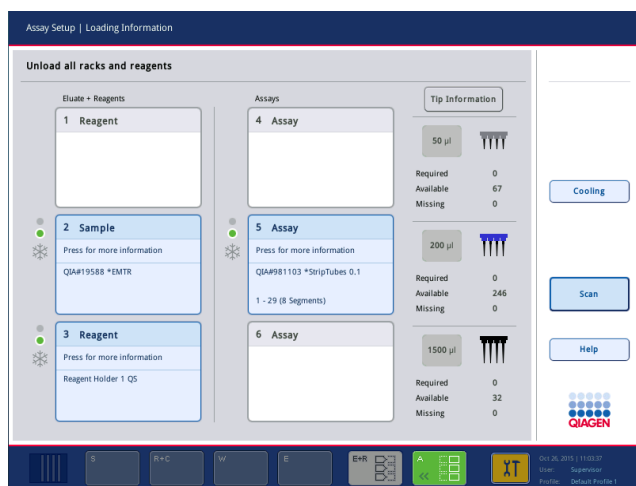 Assay Setup | Loading Information
Unload all racks and reagents
Eluate + Reagents
Assays
Tip Information
1 Reagent
4 Assay
50 µl
Required 0
Available 67
Missing 0
Cooling
2 Sample
Press for more information
QIA#19588 *EMTR
5 Assay
Press for more information
QIA#981103 *StripTubes 0.1
1 - 29 (8 Segments)
200 µl
Required 0
Available 246
Missing 0
Scan
3 Reagent
Press for more information
Reagent Holder 1 QS
6 Assay
1500 µl
Required 0
Available 32
Missing 0
Help
QIAGEN
S
R+C
W
E
E+R
A
Oct 26, 2015 | 11:03:37
User: Supervisor
Profile: Default Profile 1